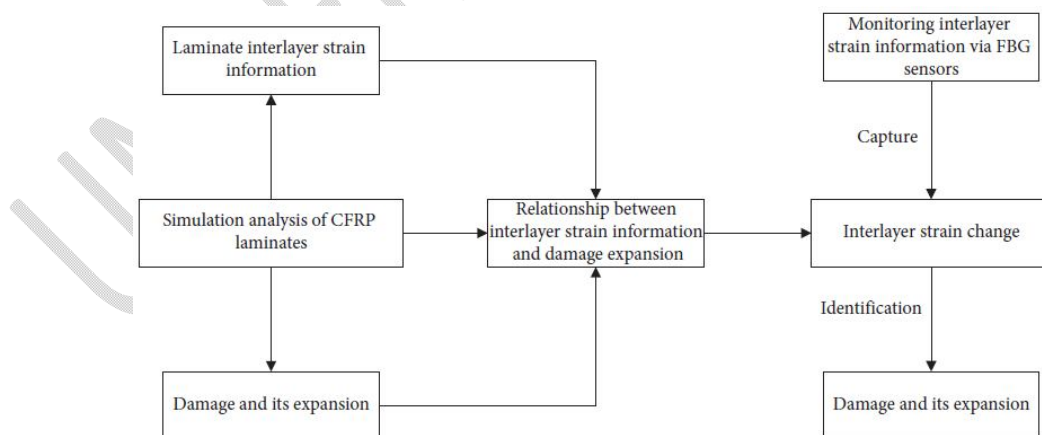 Laminate interlayer strain
information
Monitoring interlayer
strain information via FBG
sensors
Capture
Simulation analysis of CFRP
laminates
Relationship between
interlayer strain information
and damage expansion
Interlayer strain change
Identification
Damage and its expansion
Damage and its expansion